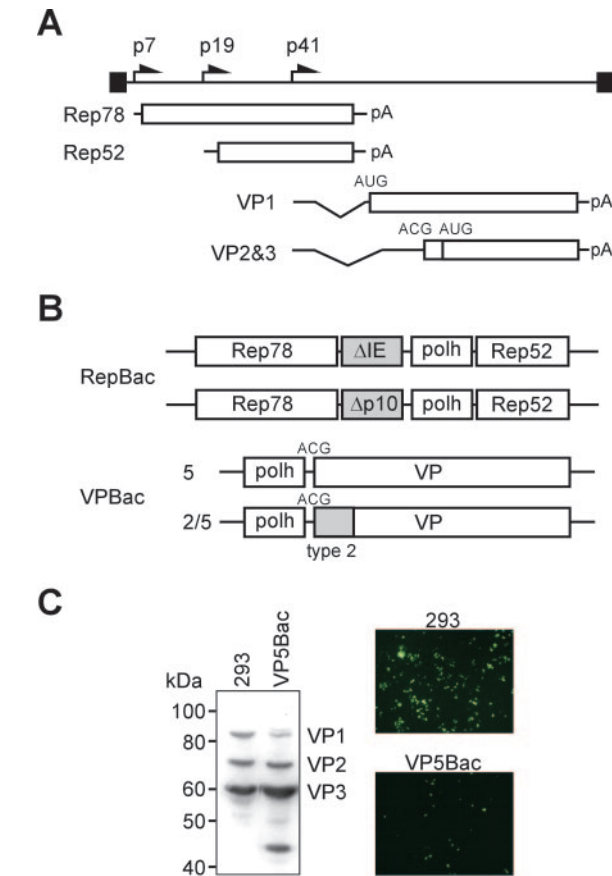 A
p7 p19 p41
Rep78 pA
Rep52 pA
AUG
VP1 pA
ACG AUG
VP2&3 pA
B
Rep78 ΔIE polh Rep52
RepBac
Rep78 Δp10 polh Rep52
ACG
5 polh VP
VPBac
ACG
2/5 polh VP
type 2
C
293 VP5Bac
kDa
100
80
60
50
40
VP1
VP2
VP3
293
VP5Bac